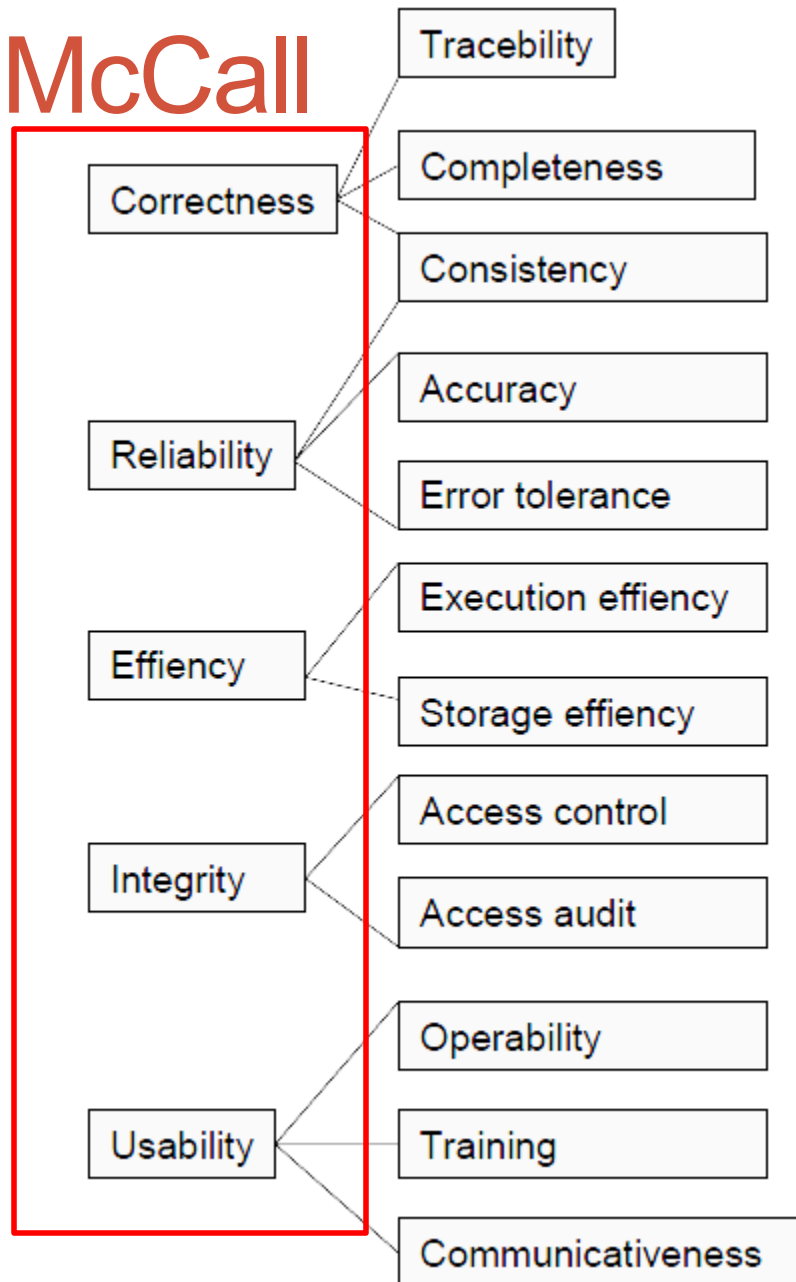 McCall
Tracebility
Completeness
Correctness
Consistency
Accuracy
Reliability
Error tolerance
Execution effiency
Effiency
Storage effiency
Access control
Integrity
Access audit
Operability
Usability
Training
Communicativeness